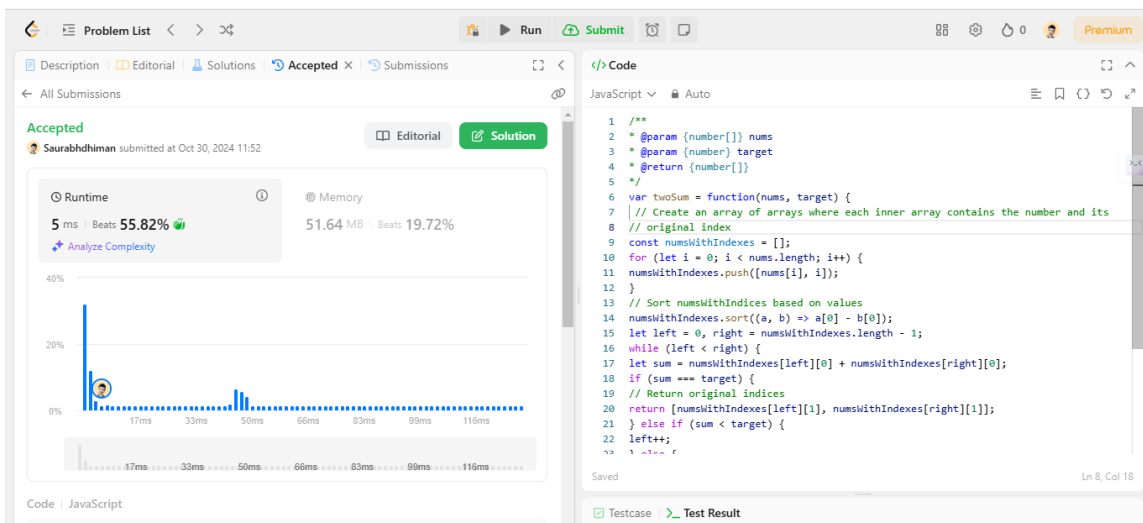 Problem List
Run
Submit
0
Premium
Description
Editorial
Solutions
Accepted
Submissions
All Submissions
Accepted
Saurabhdhiman submitted at Oct 30, 2024 11:52
Editorial
Solution
Runtime
5 ms Beats 55.82%
Analyze Complexity
Memory
51.64 MB Beats 19.72%
40%
20%
0%
17ms 33ms 50ms 66ms 83ms 99ms 116ms
17ms 33ms 50ms 66ms 83ms 99ms 116ms
Code JavaScript
</> Code
JavaScript Auto
1 /**
2 * @param {number[]} nums
3 * @param {number} target
4 * @return {number[]}
5 */
6 var twoSum = function(nums, target) {
7 // Create an array of arrays where each inner array contains the number and its
8 // original index
9 const numsWithIndexes = [];
10 for (let i = 0; i < nums.length; i++) {
11 numsWithIndexes.push([nums[i], i]);
12 }
13 // Sort numsWithIndices based on values
14 numsWithIndexes.sort((a, b) => a[0] - b[0]);
15 let left = 0, right = numsWithIndexes.length - 1;
16 while (left < right) {
17 let sum = numsWithIndexes[left][0] + numsWithIndexes[right][0];
18 if (sum === target) {
19 // Return original indices
20 return [numsWithIndexes[left][1], numsWithIndexes[right][1]];
21 } else if (sum < target) {
22 left++;
23 } else {
Saved
Ln 8, Col 18
Testcase
>_ Test Result